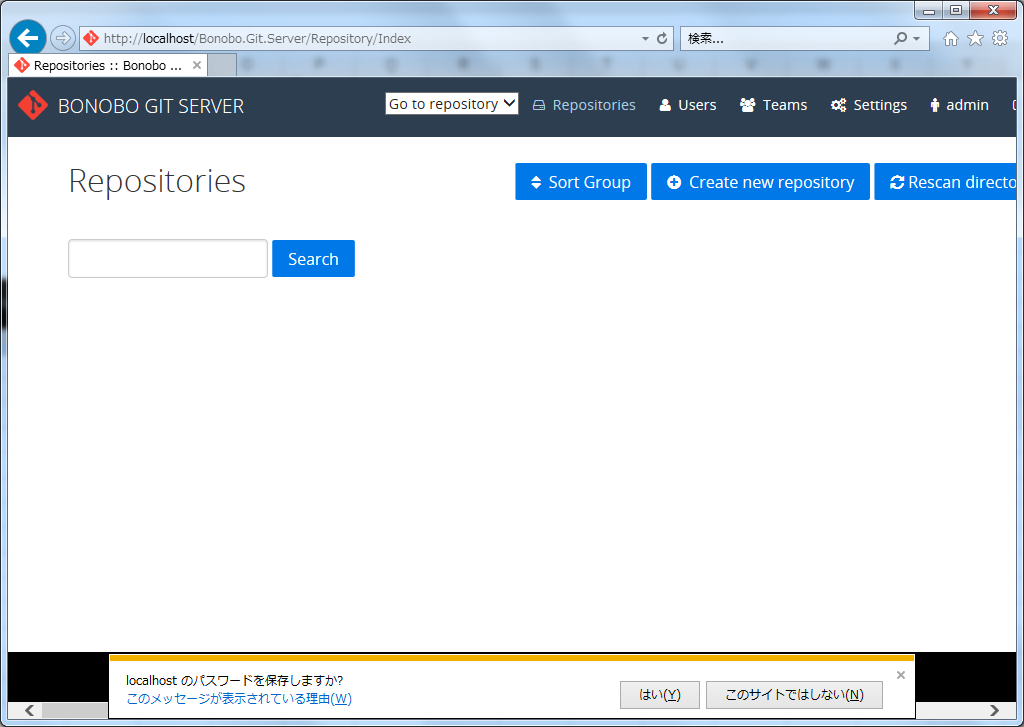 http://localhost/Bonobo.Git.Server/Repository/Index
検索...
Repositories :: Bonobo ...
BONOBO GIT SERVER
Go to repository
Repositories
Users
Teams
Settings
admin
Repositories
Sort Group
Create new repository
Rescan directo
Search
localhost のパスワードを保存しますか?
このメッセージが表示されている理由(W)
はい(Y)
このサイトではしない(N)